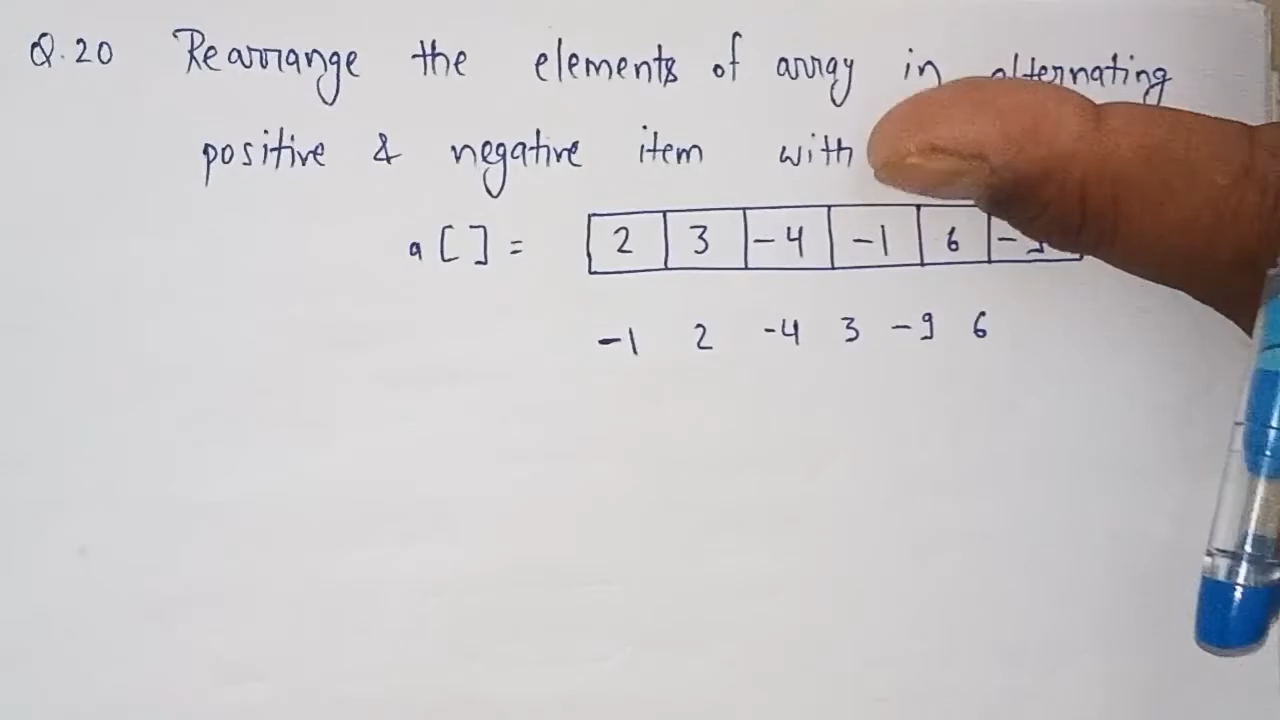 Q.20 Rearrange the elements of array in alternating
positive & negative item with
a[] = 2 3 -4 -1 6
-1 2 -4 3 -9 6